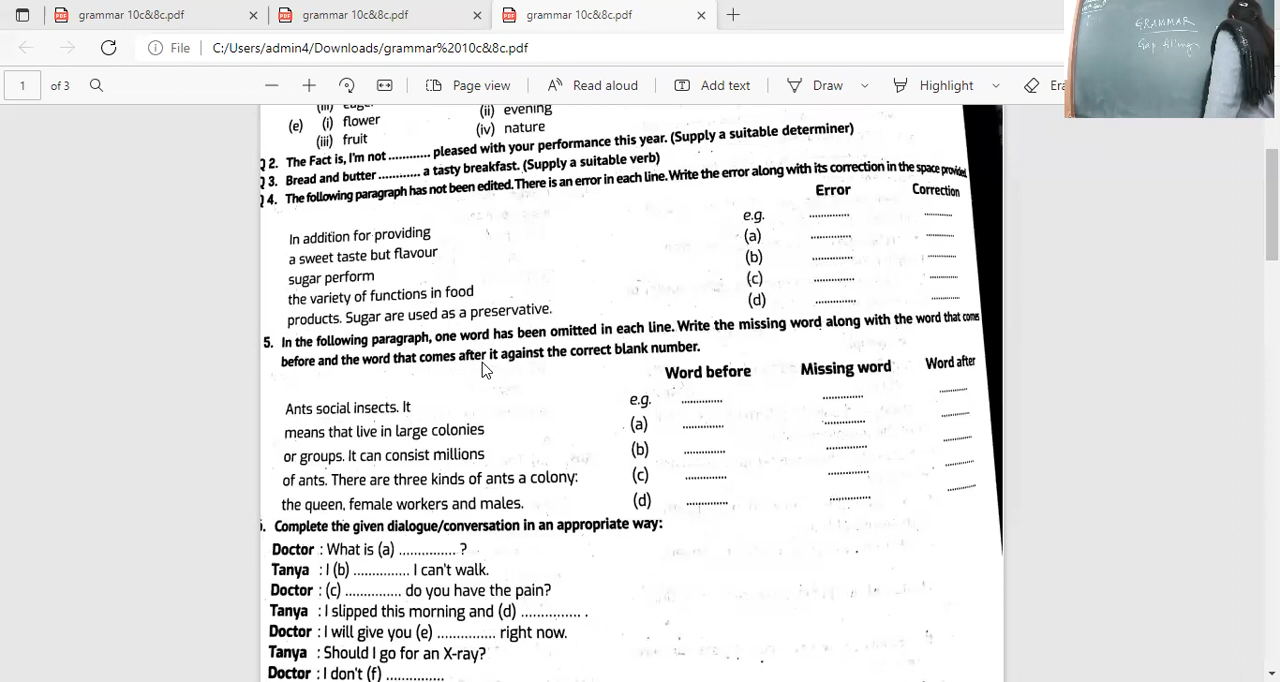 grammar 10c&8c.pdf
grammar 10c&8c.pdf
grammar 10c&8c.pdf
File C:/Users/admin4/Downloads/grammar%2010c&8c.pdf
1 of 3 Page view Read aloud Add text Draw Highlight
GRAMMAR
Gap filling
(ii) evening
(e) (i) flower
(iii) fruit (iv) nature
2. The Fact is, I'm not ........... pleased with your performance this year. (Supply a suitable determiner)
3. Bread and butter ........... a tasty breakfast. (Supply a suitable verb)
4. The following paragraph has not been edited. There is an error in each line. Write the error along with its correction in the space provided
Error Correction
In addition for providing e.g. ............ .........
a sweet taste but flavour (a) ............ .........
sugar perform (b) ............ .........
the variety of functions in food (c) ............ .........
products. Sugar are used as a preservative. (d) ............ .........
5. In the following paragraph, one word has been omitted in each line. Write the missing word along with the word that comes
before and the word that comes after it against the correct blank number.
Word before Missing word Word after
Ants social insects. It e.g. ............ ............ .........
means that live in large colonies (a) ............ ............ .........
or groups. It can consist millions (b) ............ ............ .........
of ants. There are three kinds of ants a colony: (c) ............ ............ .........
the queen, female workers and males. (d) ............ ............ .........
Complete the given dialogue/conversation in an appropriate way:
Doctor : What is (a) .............. ?
Tanya : I (b) .............. I can't walk.
Doctor : (c) .............. do you have the pain?
Tanya : I slipped this morning and (d) .............. .
Doctor : I will give you (e) .............. right now.
Tanya : Should I go for an X-ray?
Doctor : I don't (f) ..............